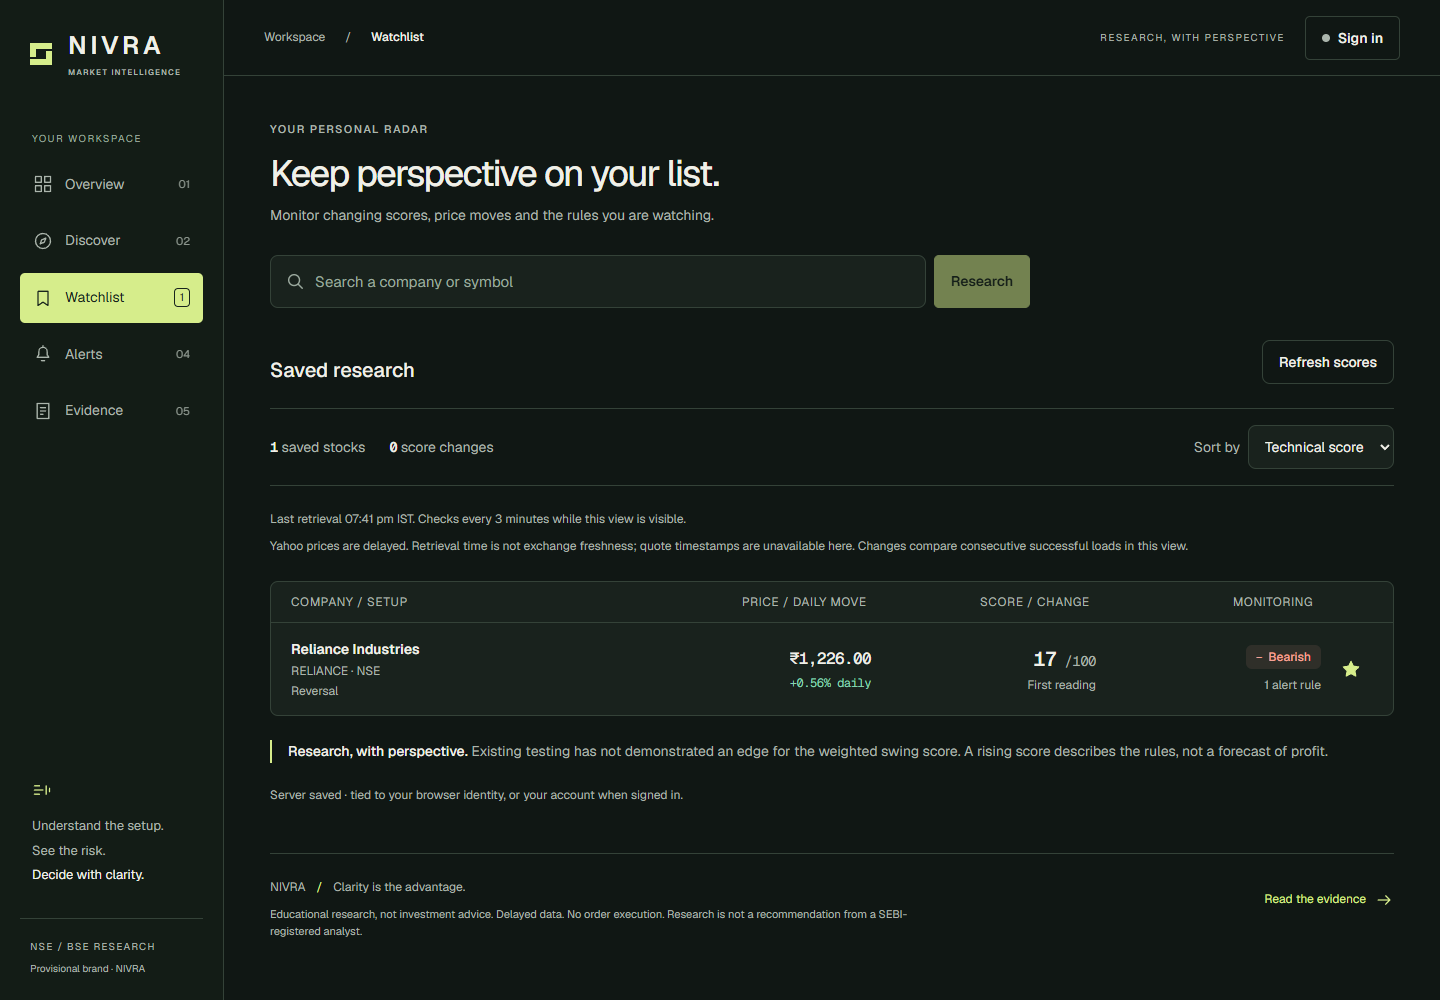 NIVRA
MARKET INTELLIGENCE
Workspace / Watchlist
RESEARCH, WITH PERSPECTIVE
Sign in
YOUR WORKSPACE
Overview 01
Discover 02
Watchlist 1
Alerts 04
Evidence 05
Understand the setup.
See the risk.
Decide with clarity.
NSE / BSE RESEARCH
Provisional brand · NIVRA
YOUR PERSONAL RADAR
Keep perspective on your list.
Monitor changing scores, price moves and the rules you are watching.
Search a company or symbol
Research
Saved research
Refresh scores
1 saved stocks 0 score changes
Sort by Technical score
Last retrieval 07:41 pm IST. Checks every 3 minutes while this view is visible.
Yahoo prices are delayed. Retrieval time is not exchange freshness; quote timestamps are unavailable here. Changes compare consecutive successful loads in this view.
COMPANY / SETUP PRICE / DAILY MOVE SCORE / CHANGE MONITORING
Reliance Industries
RELIANCE · NSE
Reversal
₹1,226.00
+0.56% daily
17 /100
First reading
– Bearish
1 alert rule
Research, with perspective. Existing testing has not demonstrated an edge for the weighted swing score. A rising score describes the rules, not a forecast of profit.
Server saved · tied to your browser identity, or your account when signed in.
NIVRA / Clarity is the advantage.
Educational research, not investment advice. Delayed data. No order execution. Research is not a recommendation from a SEBI-
registered analyst.
Read the evidence →